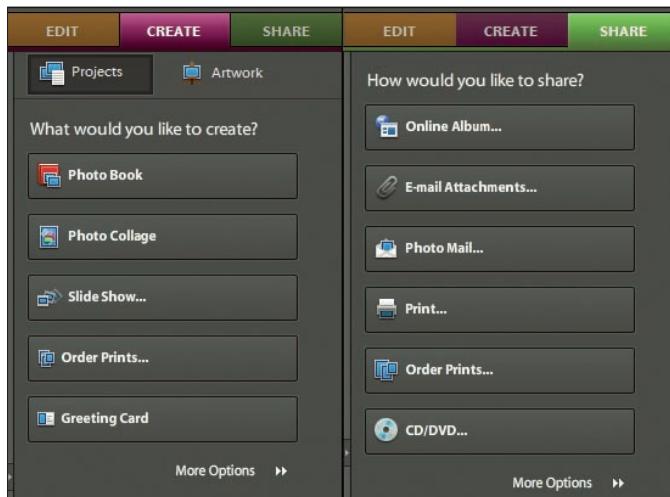 EDIT CREATE SHARE
Projects Artwork
What would you like to create?
Photo Book
Photo Collage
Slide Show...
Order Prints...
Greeting Card
More Options
EDIT CREATE SHARE
How would you like to share?
Online Album...
E-mail Attachments...
Photo Mail...
Print...
Order Prints...
CD/DVD...
More Options